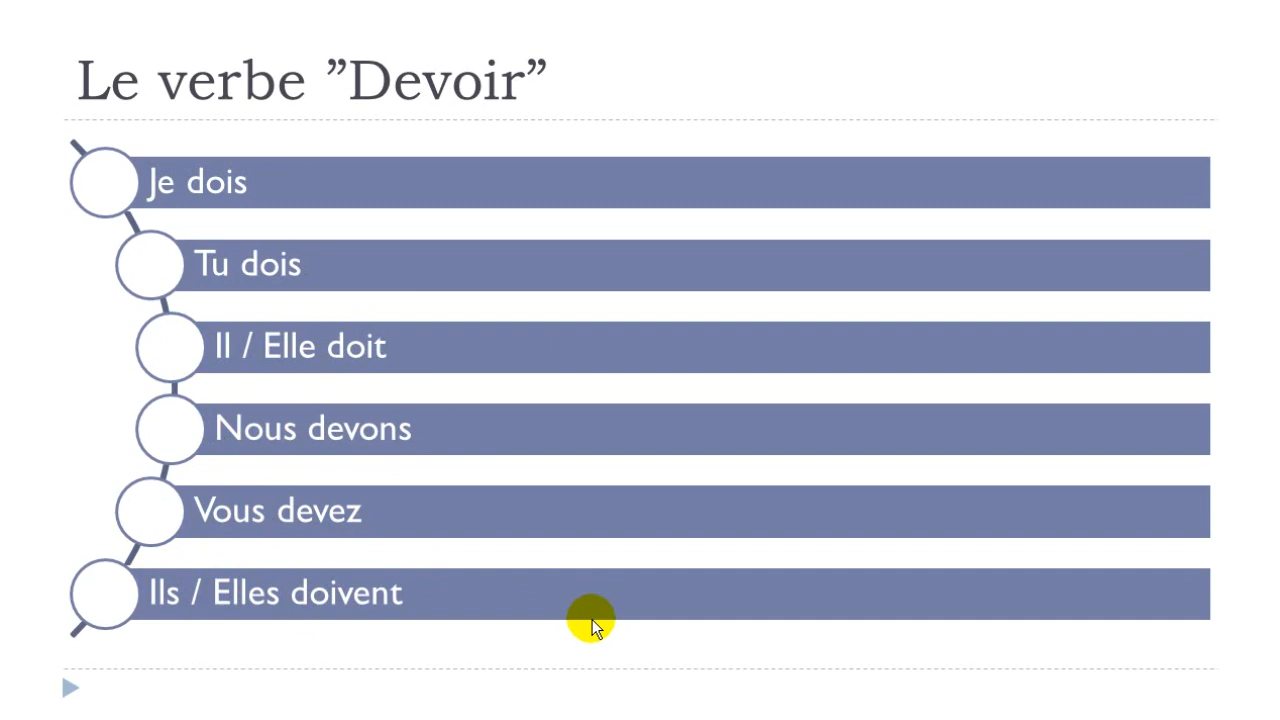 Le verbe ”Devoir”
Je dois
Tu dois
Il / Elle doit
Nous devons
Vous devez
Ils / Elles doivent